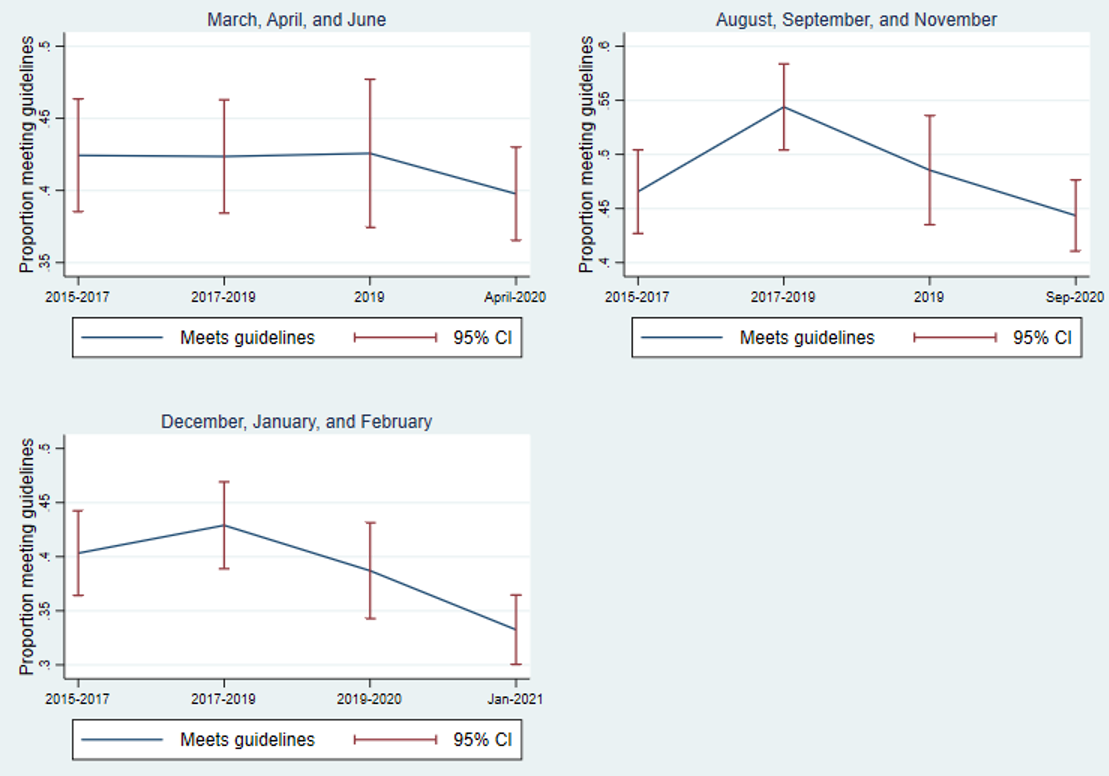 March, April, and June
Proportion meeting guidelines
.5
.45
.4
.35
2015-2017 2017-2019 2019 April-2020
Meets guidelines 95% CI
August, September, and November
Proportion meeting guidelines
.6
.55
.5
.45
.4
2015-2017 2017-2019 2019 Sep-2020
Meets guidelines 95% CI
December, January, and February
Proportion meeting guidelines
.5
.45
.4
.35
.3
2015-2017 2017-2019 2019-2020 Jan-2021
Meets guidelines 95% CI